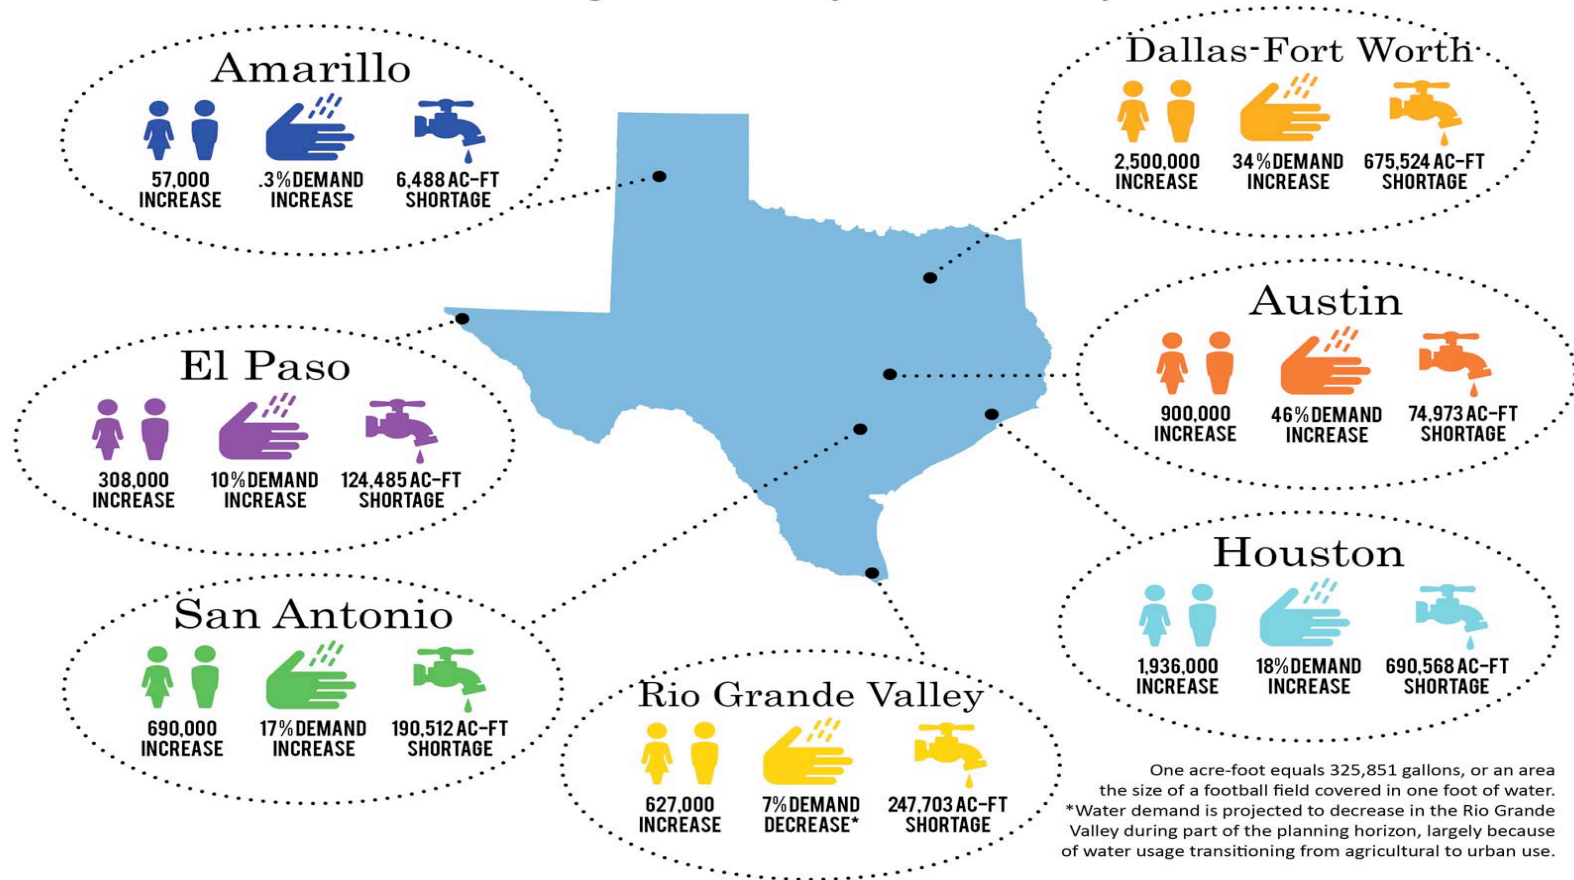 Amarillo
57,000
INCREASE
.3% DEMAND
INCREASE
6,488 AC-FT
SHORTAGE
Dallas-Fort Worth
2,500,000
INCREASE
34% DEMAND
INCREASE
675,524 AC-FT
SHORTAGE
El Paso
308,000
INCREASE
10% DEMAND
INCREASE
124,485 AC-FT
SHORTAGE
Austin
900,000
INCREASE
46% DEMAND
INCREASE
74,973 AC-FT
SHORTAGE
San Antonio
690,000
INCREASE
17% DEMAND
INCREASE
190,512 AC-FT
SHORTAGE
Rio Grande Valley
627,000
INCREASE
7% DEMAND
DECREASE*
247,703 AC-FT
SHORTAGE
Houston
1,936,000
INCREASE
18% DEMAND
INCREASE
690,568 AC-FT
SHORTAGE
One acre-foot equals 325,851 gallons, or an area
the size of a football field covered in one foot of water.
*Water demand is projected to decrease in the Rio Grande
Valley during part of the planning horizon, largely because
of water usage transitioning from agricultural to urban use.